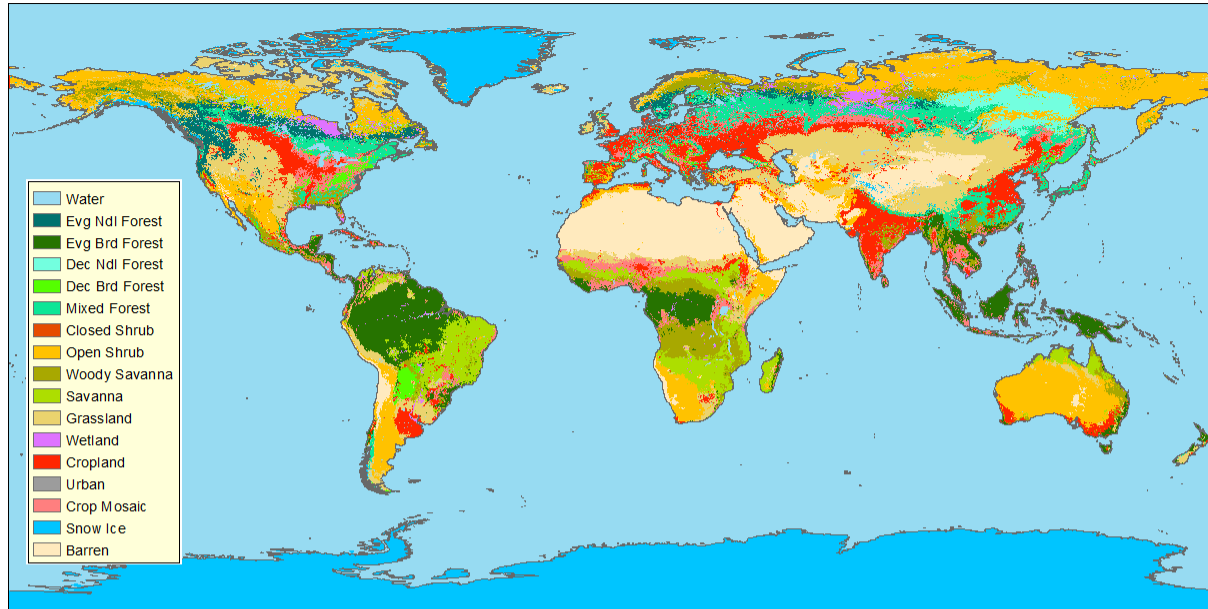 Water
Evg Ndl Forest
Evg Brd Forest
Dec Ndl Forest
Dec Brd Forest
Mixed Forest
Closed Shrub
Open Shrub
Woody Savanna
Savanna
Grassland
Wetland
Cropland
Urban
Crop Mosaic
Snow Ice
Barren